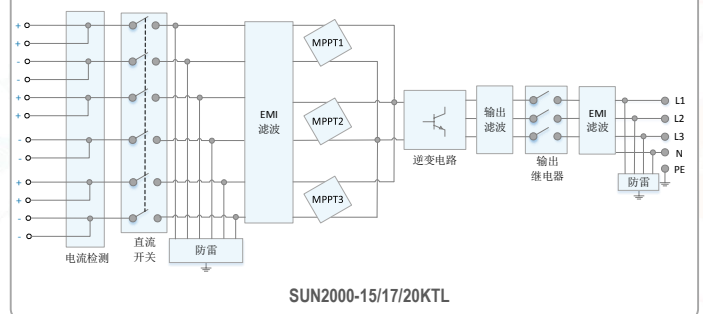 +
+
-
-
+
+
-
-
+
+
-
-
电流检测
直流
开关
防雷
EMI
滤波
MPPT1
MPPT2
MPPT3
逆变电路
输出
滤波
输出
继电器
EMI
滤波
防雷
L1
L2
L3
N
PE
SUN2000-15/17/20KTL